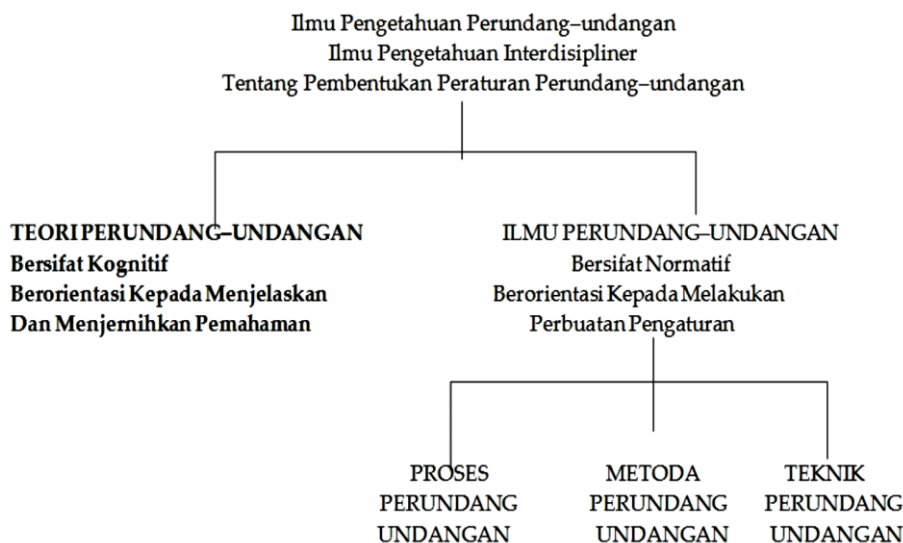 Ilmu Pengetahuan Perundang–undangan
Ilmu Pengetahuan Interdisipliner
Tentang Pembentukan Peraturan Perundang–undangan
TEORI PERUNDANG–UNDANGAN
Bersifat Kognitif
Berorientasi Kepada Menjelaskan
Dan Menjernihkan Pemahaman
ILMU PERUNDANG–UNDANGAN
Bersifat Normatif
Berorientasi Kepada Melakukan
Perbuatan Pengaturan
PROSES
PERUNDANG
UNDANGAN
METODA
PERUNDANG
UNDANGAN
TEKNIK
PERUNDANG
UNDANGAN